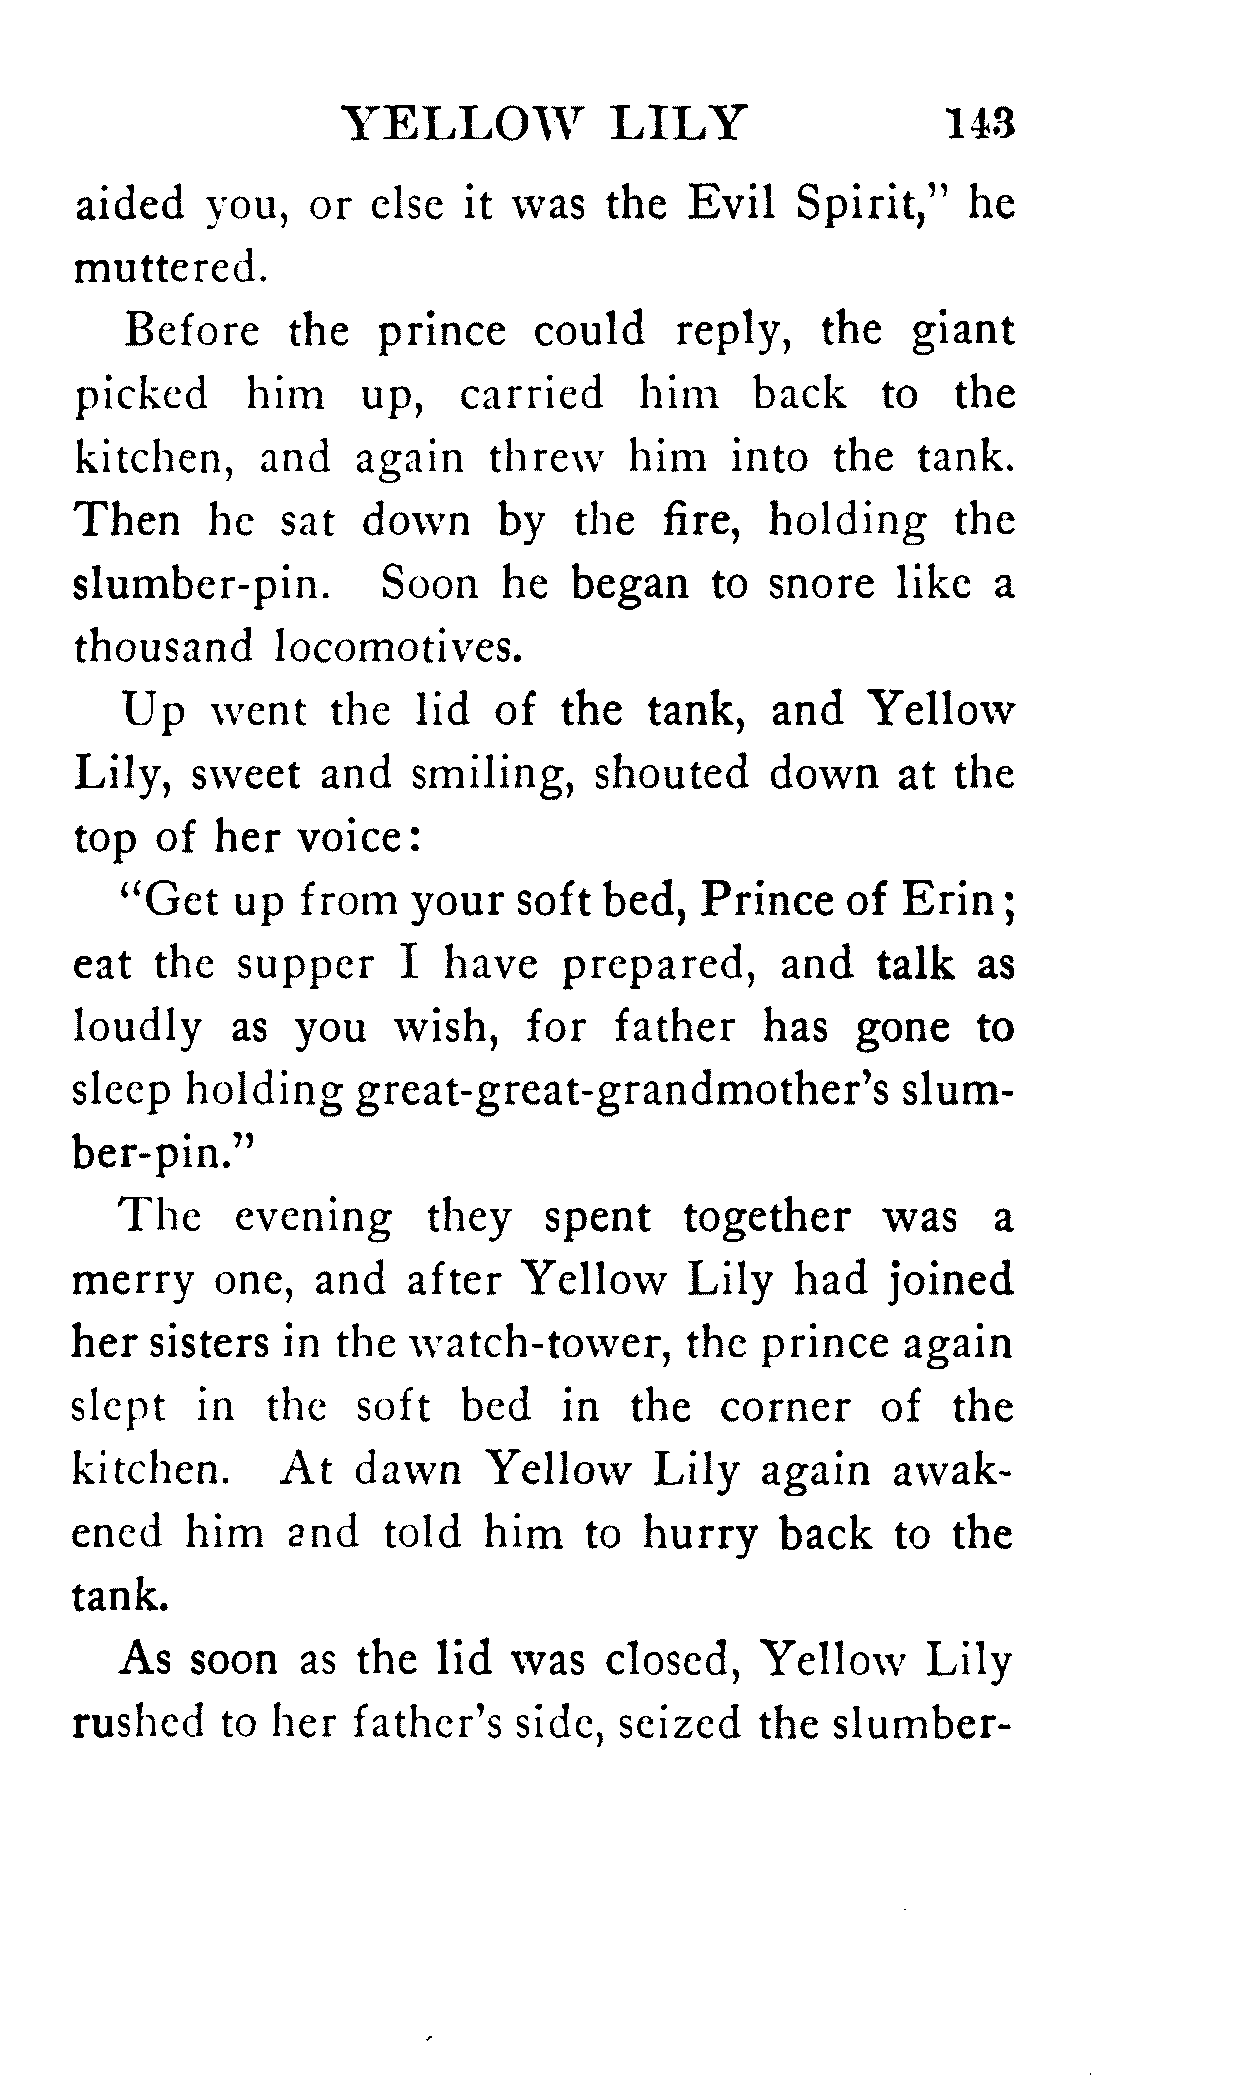 YELLOW LILY 143
aided you, or else it was the Evil Spirit,” he
muttered.
Before the prince could reply, the giant
picked him up, carried him back to the
kitchen, and again threw him into the tank.
Then he sat down by the fire, holding the
slumber-pin. Soon he began to snore like a
thousand locomotives.
Up went the lid of the tank, and Yellow
Lily, sweet and smiling, shouted down at the
top of her voice:
“Get up from your soft bed, Prince of Erin;
eat the supper I have prepared, and talk as
loudly as you wish, for father has gone to
sleep holding great-great-grandmother’s slum-
ber-pin.”
The evening they spent together was a
merry one, and after Yellow Lily had joined
her sisters in the watch-tower, the prince again
slept in the soft bed in the corner of the
kitchen. At dawn Yellow Lily again awak-
ened him and told him to hurry back to the
tank.
As soon as the lid was closed, Yellow Lily
rushed to her father’s side, seized the slumber-